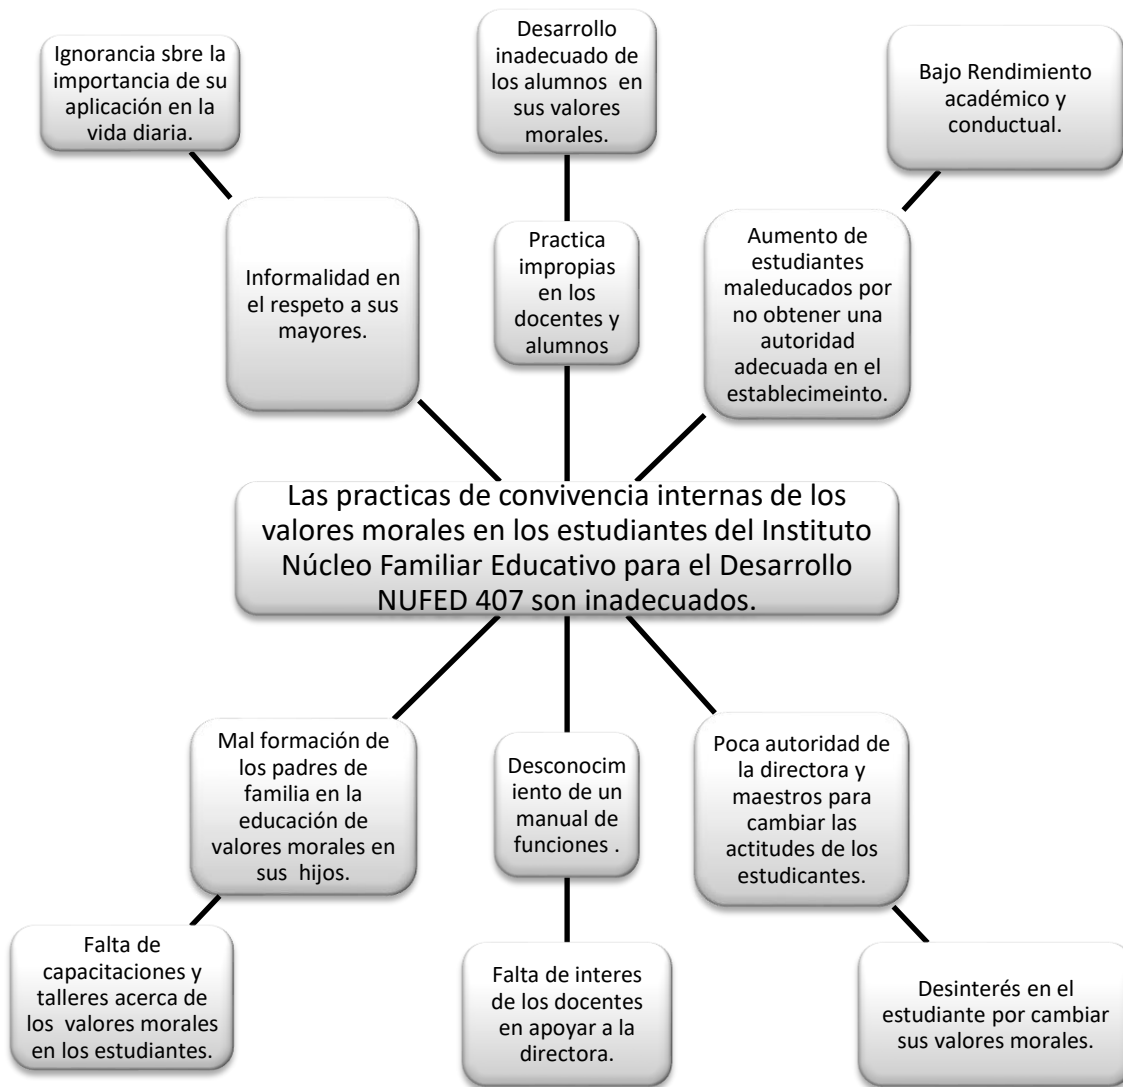 Ignorancia sbre la
importancia de su
aplicación en la
vida diaria.
Desarrollo
inadecuado de
los alumnos en
sus valores
morales.
Bajo Rendimiento
académico y
conductual.
Informalidad en
el respeto a sus
mayores.
Practica
impropias
en los
docentes y
alumnos
Aumento de
estudiantes
maleducados por
no obtener una
autoridad
adecuada en el
establecimeinto.
Las practicas de convivencia internas de los
valores morales en los estudiantes del Instituto
Núcleo Familiar Educativo para el Desarrollo
NUFED 407 son inadecuados.
Mal formación de
los padres de
familia en la
educación de
valores morales en
sus hijos.
Desconocim
iento de un
manual de
funciones .
Poca autoridad de
la directora y
maestros para
cambiar las
actitudes de los
estudicantes.
Falta de
capacitaciones y
talleres acerca de
los valores morales
en los estudiantes.
Falta de interes
de los docentes
en apoyar a la
directora.
Desinterés en el
estudiante por cambiar
sus valores morales.